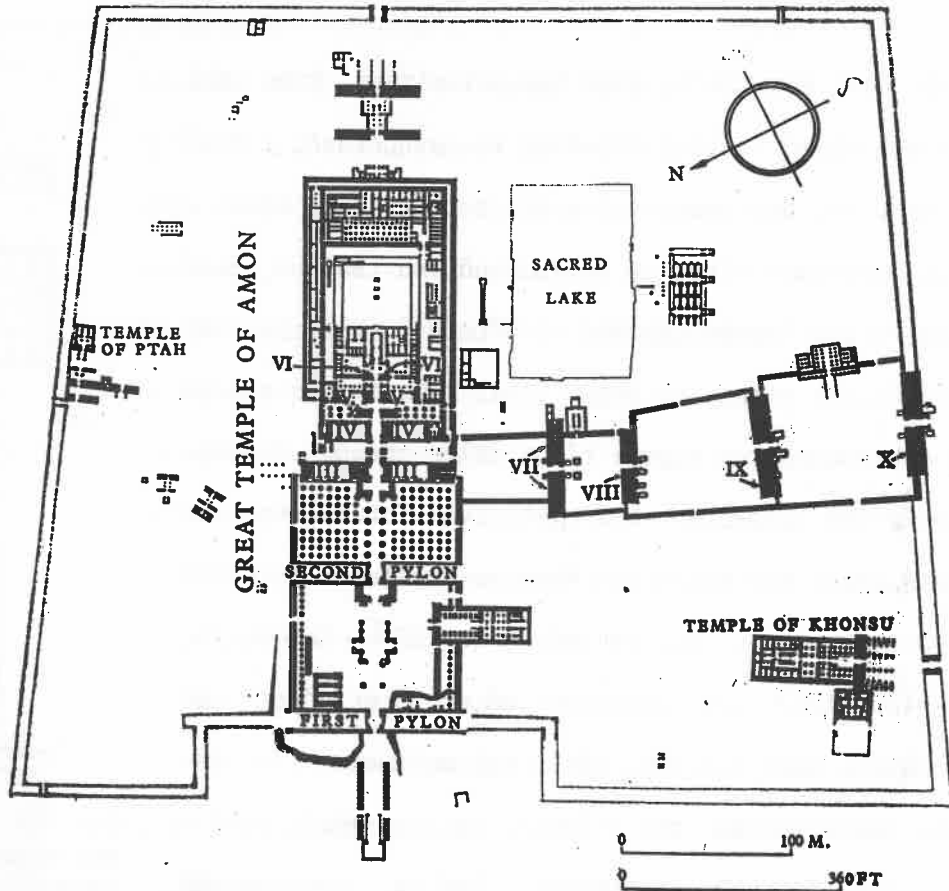 S
N
SACRED
LAKE
TEMPLE
OF PTAH
GREAT TEMPLE OF AMON
VI VI
V V
IV IV
III III
VII
VIII
IX
X
SECOND PYLON
TEMPLE OF KHONSU
FIRST PYLON
0 100 M.
0 360 FT